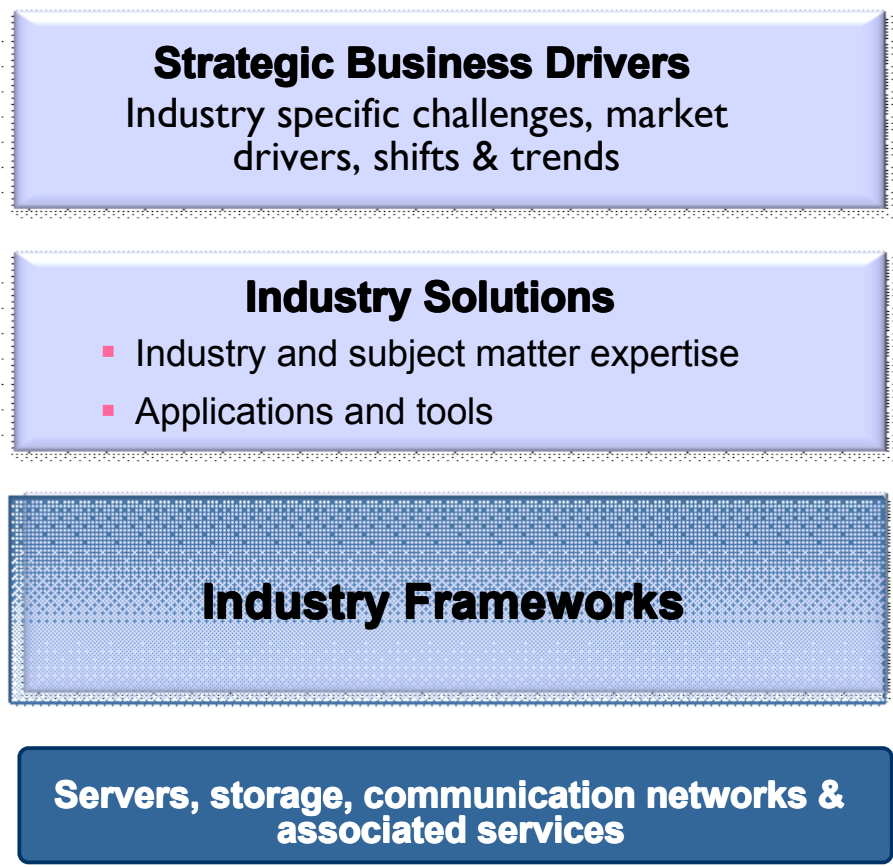 Strategic Business Drivers
Industry specific challenges, market
drivers, shifts & trends
Industry Solutions
▪ Industry and subject matter expertise
▪ Applications and tools
Industry Frameworks
Servers, storage, communication networks &
associated services